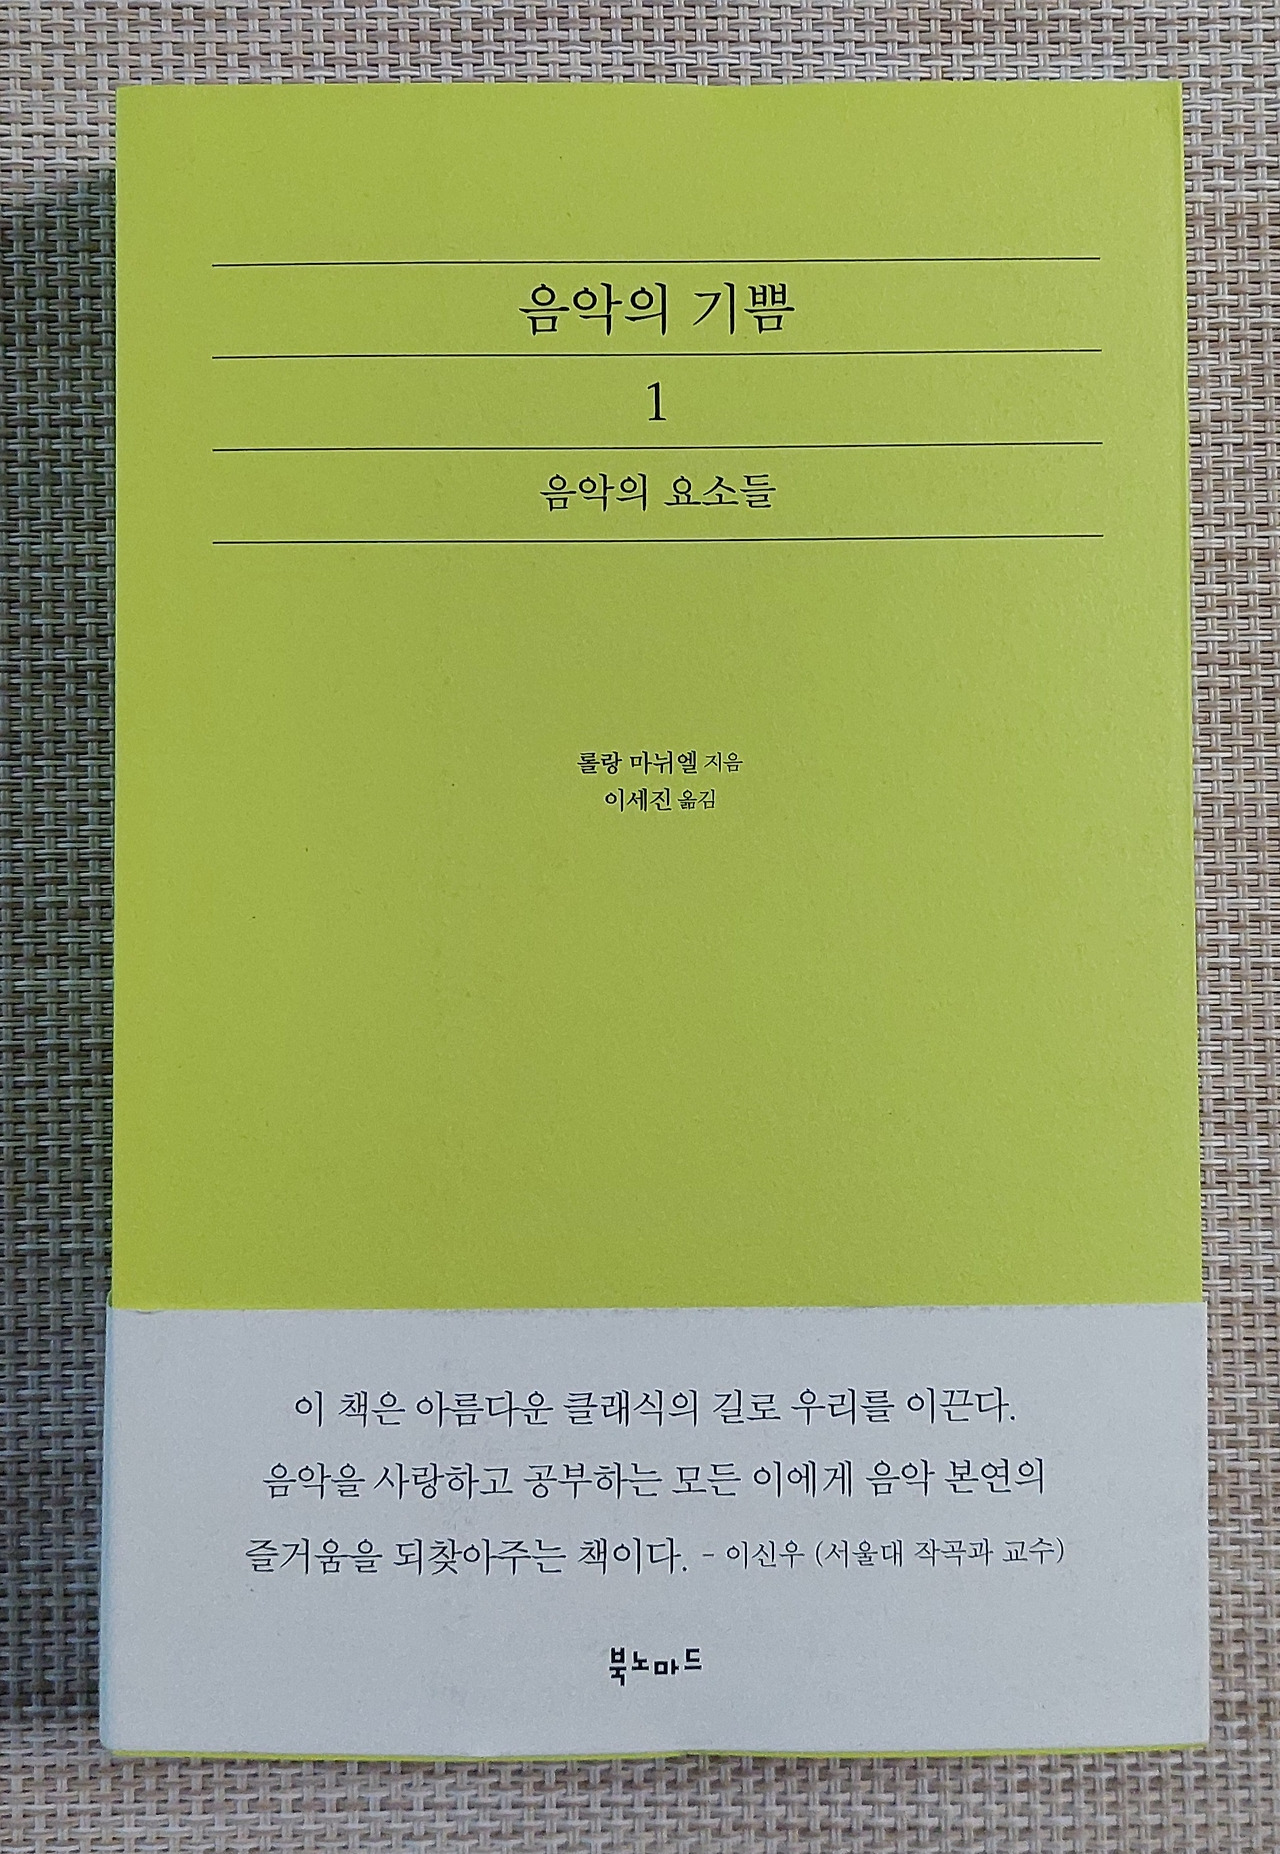 음악의 기쁨
1
음악의 요소들
롤랑 마뉘엘 지음
이세진 옮김
이 책은 아름다운 클래식의 길로 우리를 이끈다.
음악을 사랑하고 공부하는 모든 이에게 음악 본연의
즐거움을 되찾아주는 책이다. - 이신우 (서울대 작곡과 교수)
북노마드